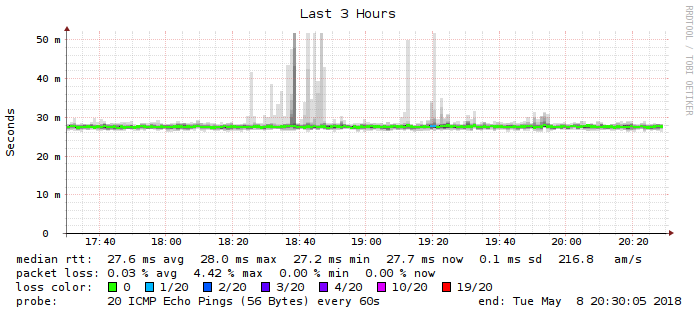 Last 3 Hours
RRDTOOL / TOBI OETIKER
Seconds
50 m
40 m
30 m
20 m
10 m
0
17:40 18:00 18:20 18:40 19:00 19:20 19:40 20:00 20:20
median rtt: 27.6 ms avg 28.0 ms max 27.2 ms min 27.7 ms now 0.1 ms sd 216.8 am/s
packet loss: 0.03 % avg 4.42 % max 0.00 % min 0.00 % now
loss color: 0 1/20 2/20 3/20 4/20 10/20 19/20
probe: 20 ICMP Echo Pings (56 Bytes) every 60s end: Tue May 8 20:30:05 2018